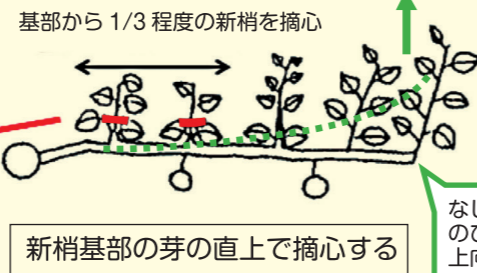 基部から 1/3 程度の新梢を摘心
なし
のび
上向
新梢基部の芽の直上で摘心する